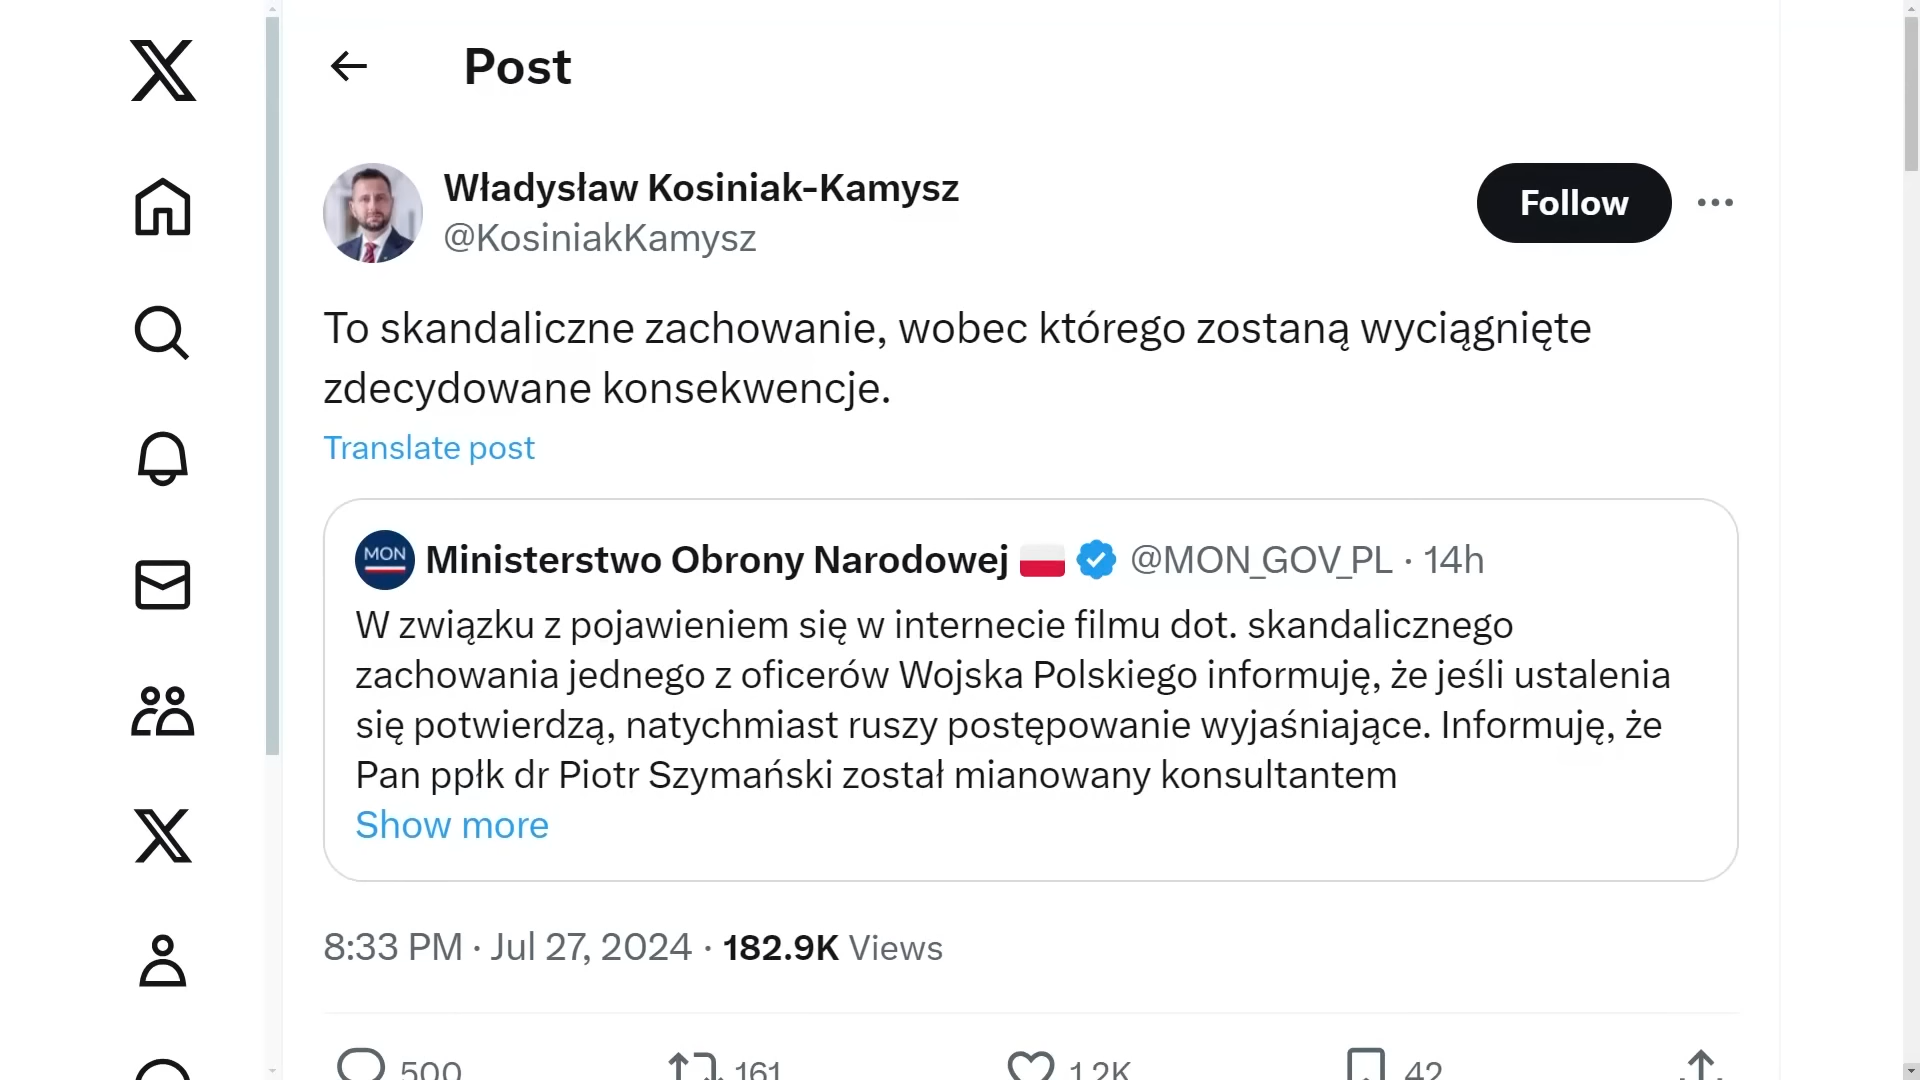 Post
Władysław Kosiniak-Kamysz
@KosiniakKamysz
Follow
To skandaliczne zachowanie, wobec którego zostaną wyciągnięte
zdecydowane konsekwencje.
Translate post
MON
Ministerstwo Obrony Narodowej @MON_GOV_PL · 14h
W związku z pojawieniem się w internecie filmu dot. skandalicznego
zachowania jednego z oficerów Wojska Polskiego informuję, że jeśli ustalenia
się potwierdzą, natychmiast ruszy postępowanie wyjaśniające. Informuję, że
Pan ppłk dr Piotr Szymański został mianowany konsultantem
Show more
8:33 PM · Jul 27, 2024 · 182.9K Views
500 161 1.2K 42